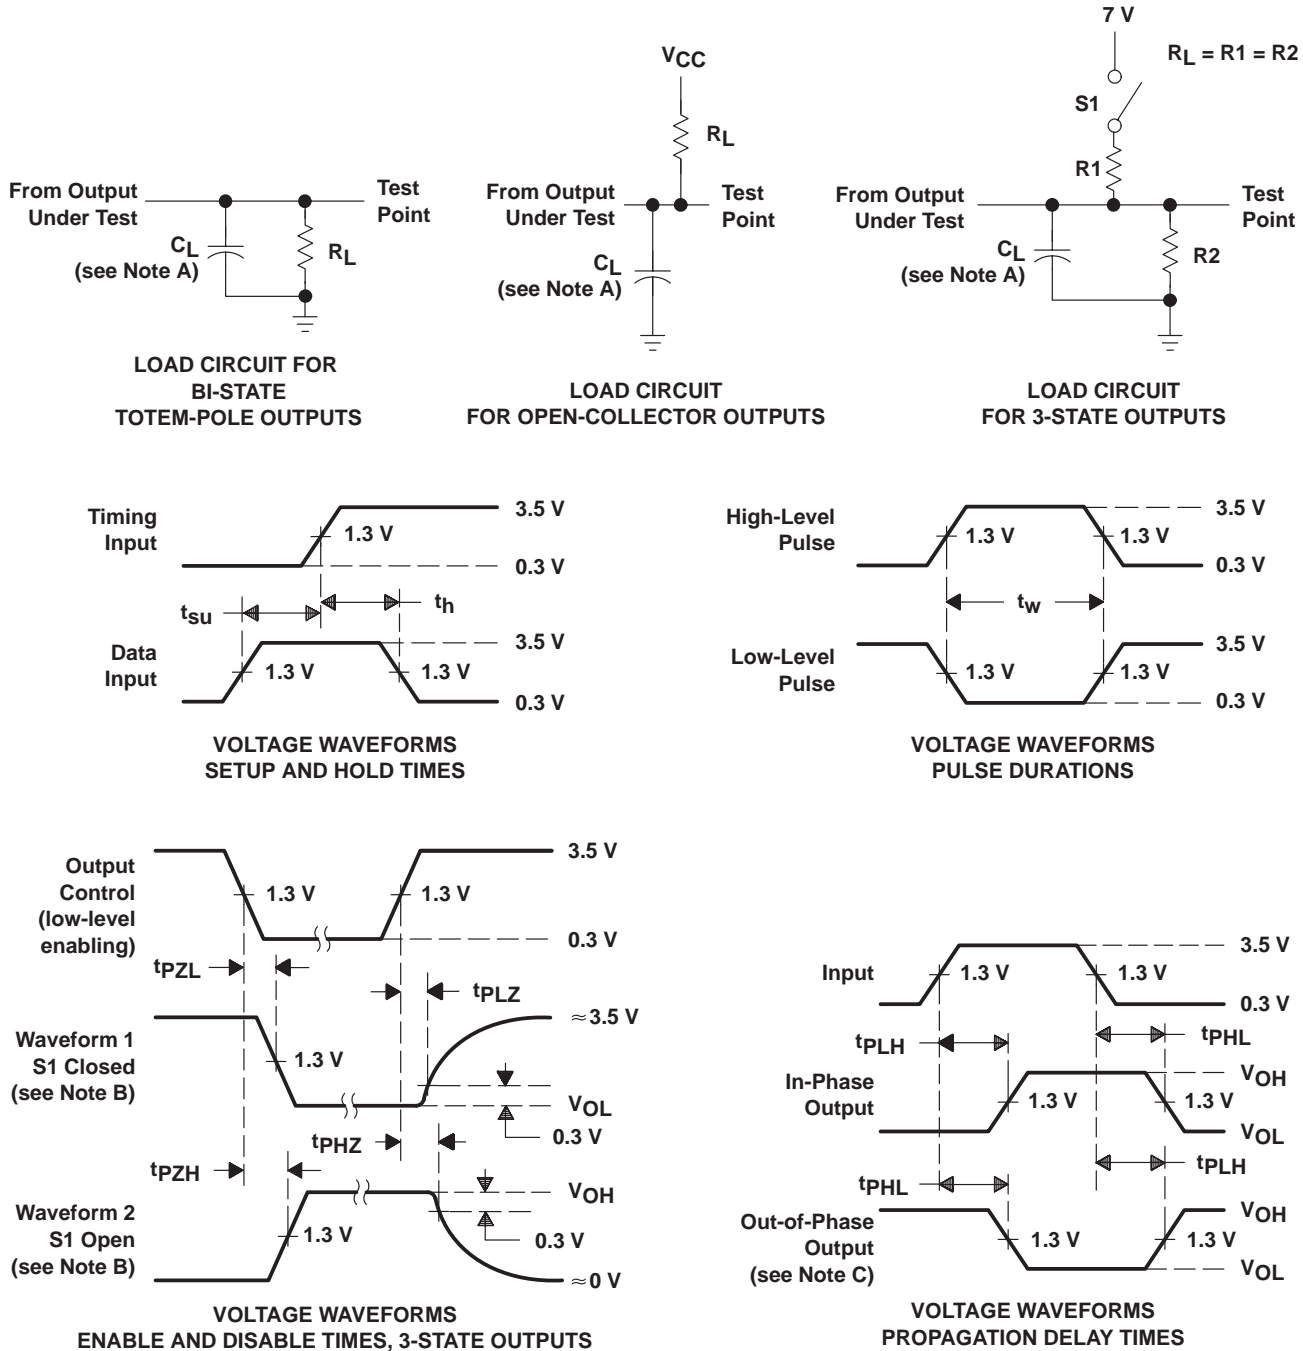 7 V
RL = R1 = R2
S1
R1
From Output
Under Test
Test
Point
CL
(see Note A)
RL
LOAD CIRCUIT FOR
BI-STATE
TOTEM-POLE OUTPUTS
VCC
RL
From Output
Under Test
Test
Point
CL
(see Note A)
LOAD CIRCUIT
FOR OPEN-COLLECTOR OUTPUTS
From Output
Under Test
Test
Point
CL
(see Note A)
R2
LOAD CIRCUIT
FOR 3-STATE OUTPUTS
Timing
Input
1.3 V
3.5 V
0.3 V
tsu
th
Data
Input
1.3 V
1.3 V
3.5 V
0.3 V
VOLTAGE WAVEFORMS
SETUP AND HOLD TIMES
High-Level
Pulse
1.3 V
1.3 V
3.5 V
0.3 V
tw
Low-Level
Pulse
1.3 V
1.3 V
3.5 V
0.3 V
VOLTAGE WAVEFORMS
PULSE DURATIONS
Output
Control
(low-level
enabling)
1.3 V
1.3 V
3.5 V
0.3 V
tPZL
tPLZ
Waveform 1
S1 Closed
(see Note B)
1.3 V
≈3.5 V
VOL
0.3 V
tPHZ
tPZH
Waveform 2
S1 Open
(see Note B)
1.3 V
VOH
0.3 V
≈0 V
VOLTAGE WAVEFORMS
ENABLE AND DISABLE TIMES, 3-STATE OUTPUTS
Input
1.3 V
1.3 V
3.5 V
0.3 V
tPLH
tPHL
In-Phase
Output
1.3 V
1.3 V
VOH
VOL
tPHL
tPLH
Out-of-Phase
Output
(see Note C)
1.3 V
1.3 V
VOH
VOL
VOLTAGE WAVEFORMS
PROPAGATION DELAY TIMES